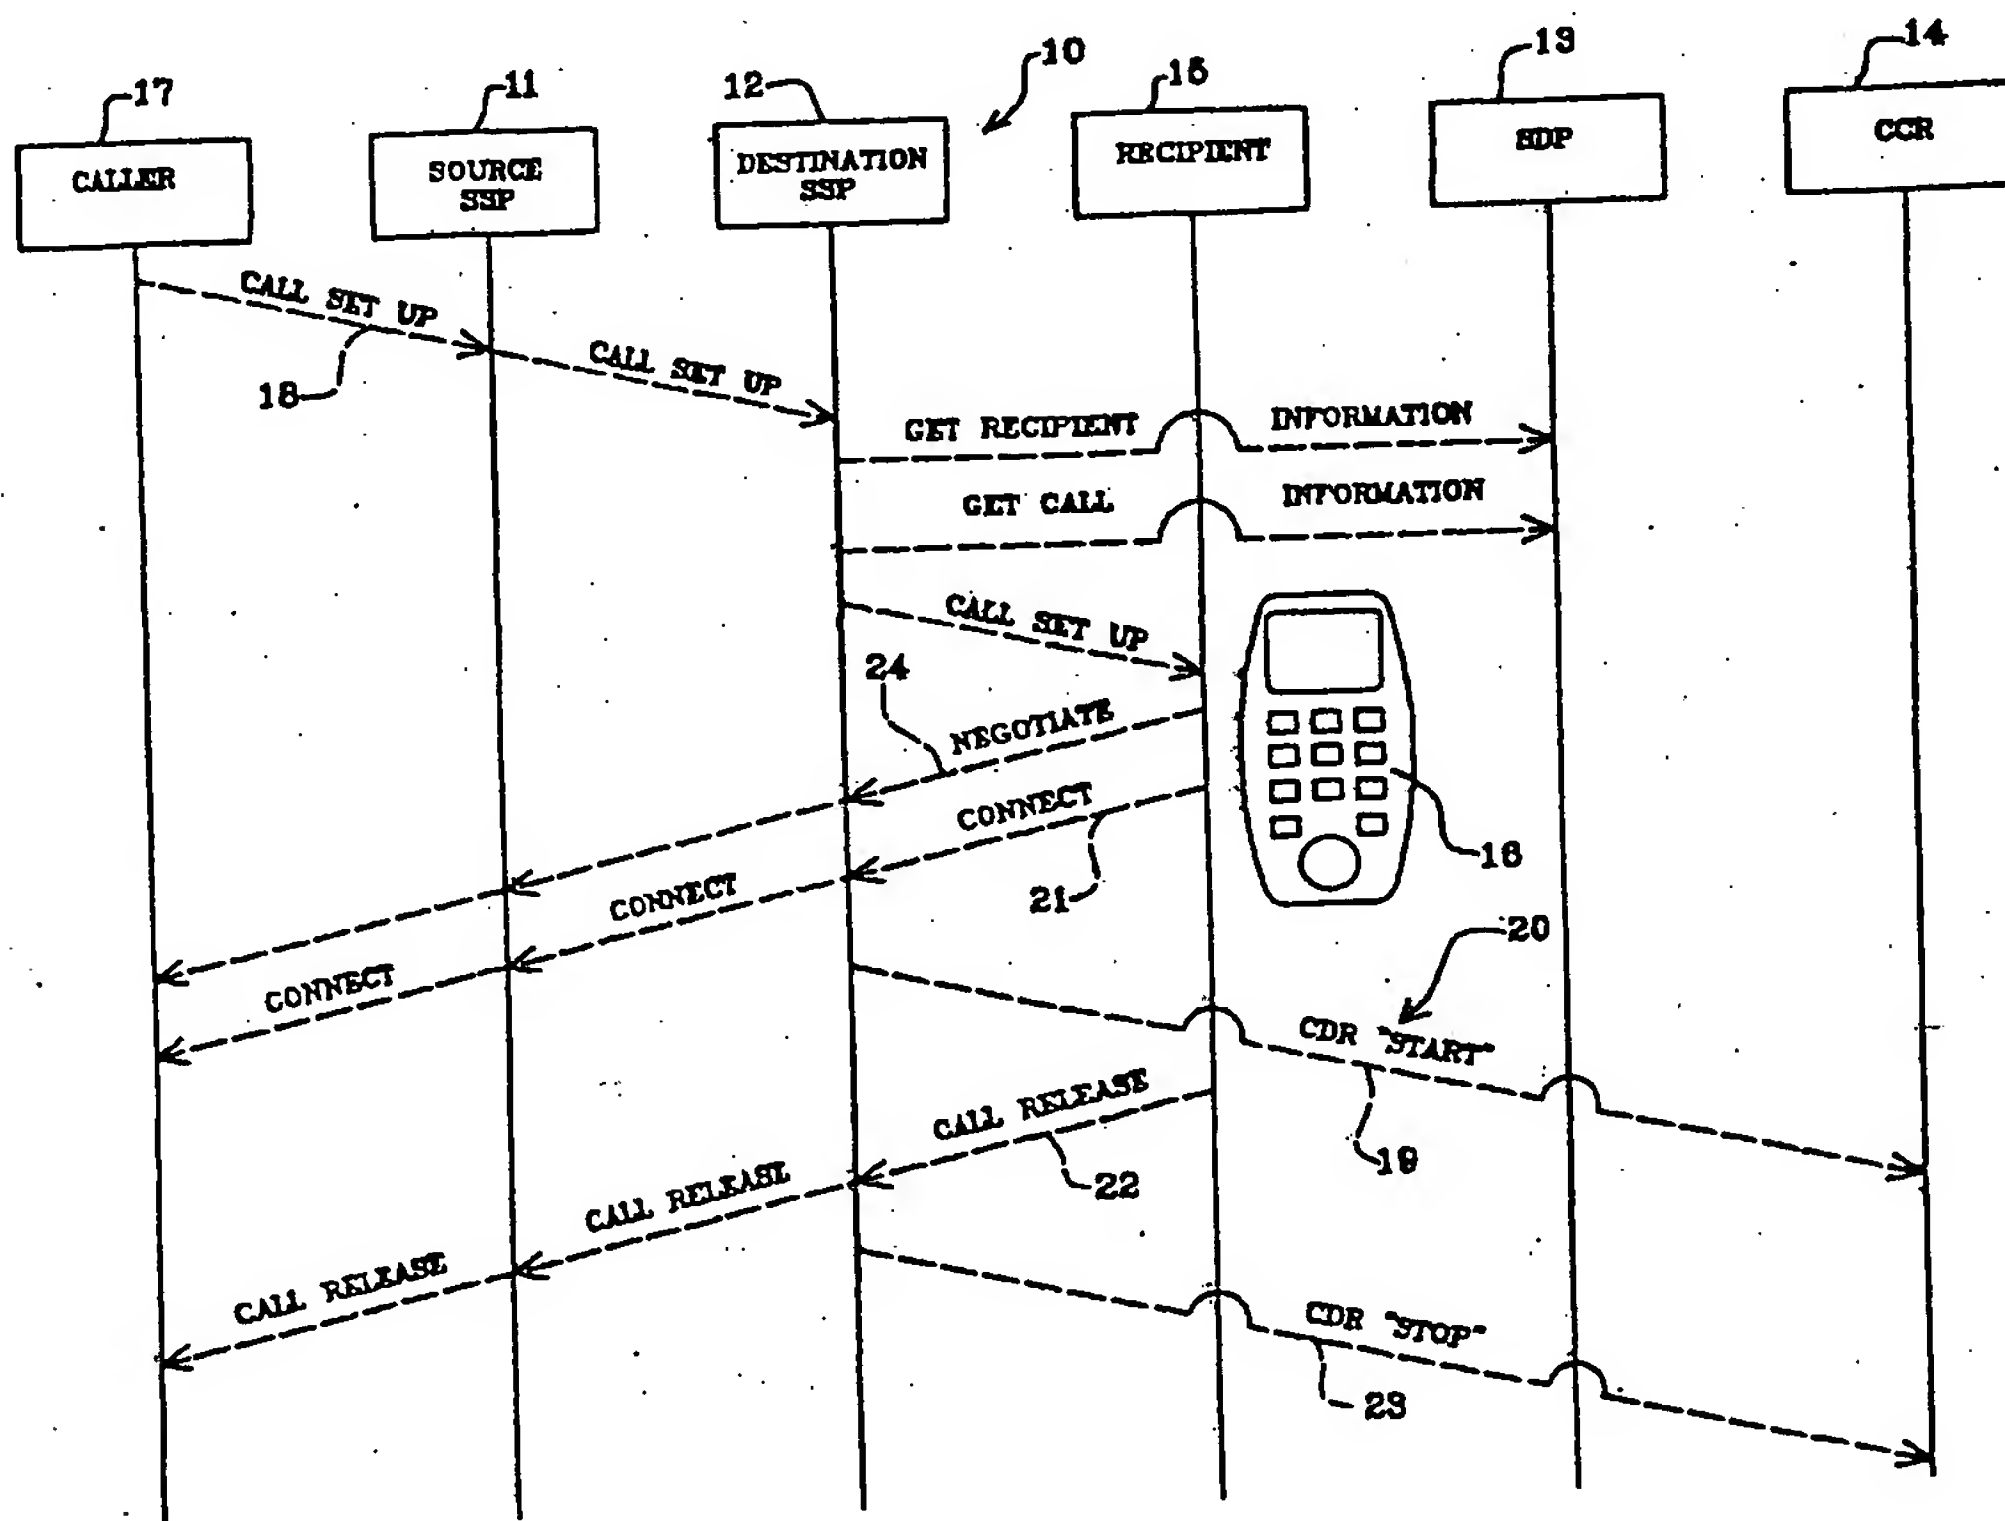 10
17
11
12
15
13
14
CALLER
SOURCE
SSP
DESTINATION
SSP
RECIPIENT
SDP
CCR
CALL SET UP
18
CALL SET UP
GET RECIPIENT INFORMATION
GET CALL INFORMATION
CALL SET UP
24
NEGOTIATE
CONNECT
16
21
CONNECT
20
CONNECT
CDR "START"
19
CALL RELEASE
22
CALL RELEASE
CALL RELEASE
CDR "STOP"
23